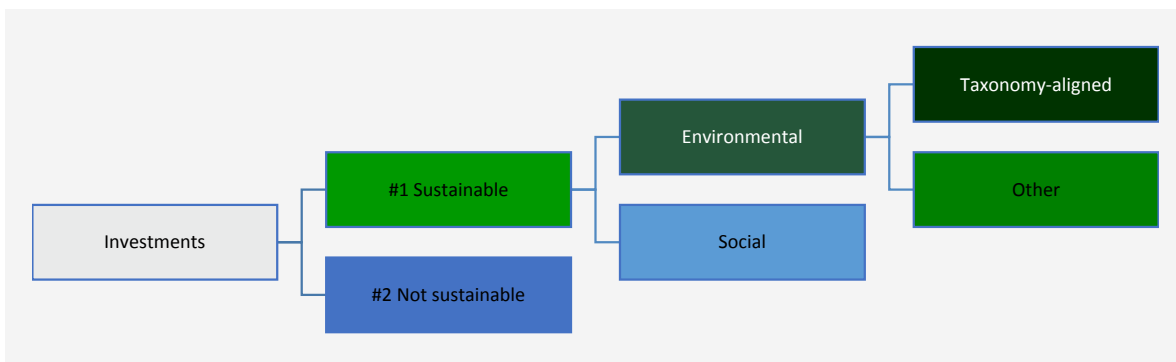 Investments
#1 Sustainable
#2 Not sustainable
Environmental
Social
Taxonomy-aligned
Other